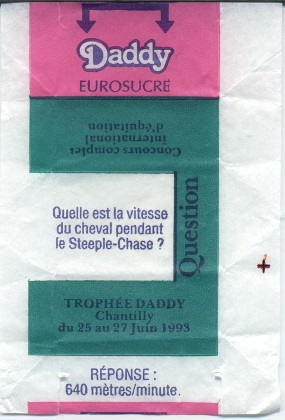 Daddy
EUROSUCRE
Concours complet
international
d'équitation
Question
Quelle est la vitesse
du cheval pendant
le Steeple-Chase ?
TROPHÉE DADDY
Chantilly
du 25 au 27 Juin 1993
RÉPONSE :
640 mètres/minute.